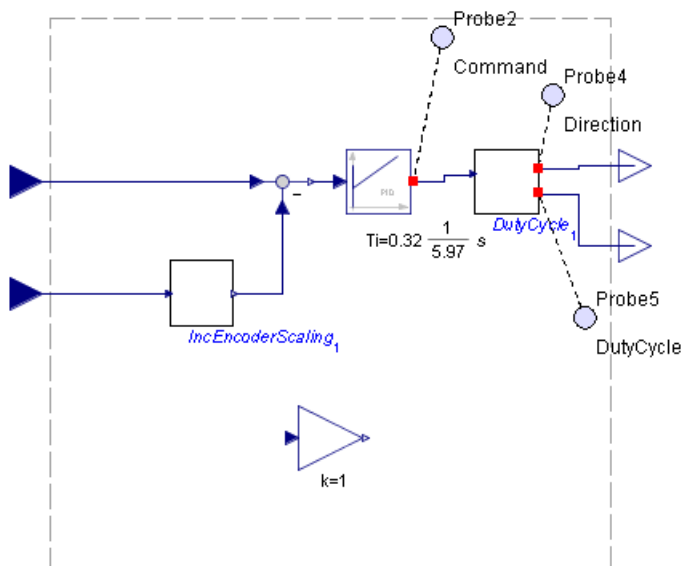 Probe2
Command
Probe4
Direction
PID
−
Ti=0.32 1/5.97 s
DutyCycle1
Probe5
DutyCycle
IncEncoderScaling1
k=1